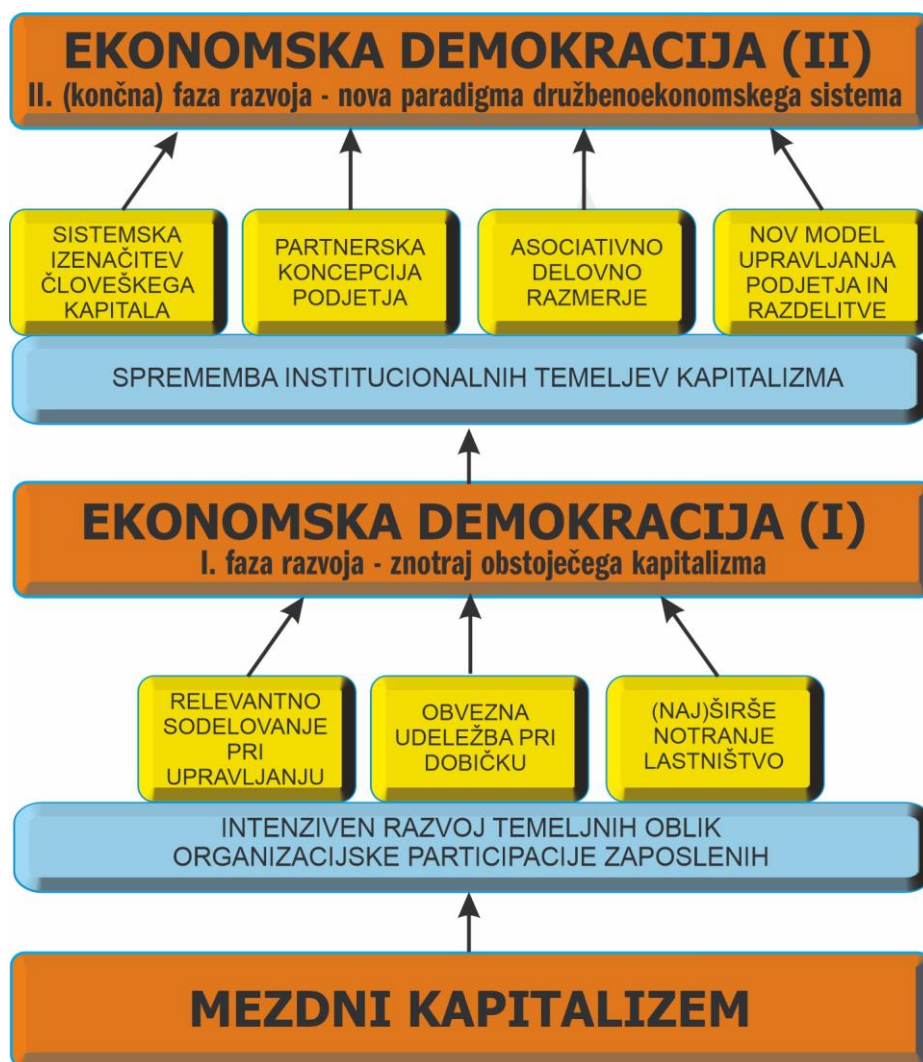 EKONOMSKA DEMOKRACIJA (II)
II. (končna) faza razvoja - nova paradigma družbenoekonomskega sistema
SISTEMSKA
IZENAČITEV
ČLOVEŠKEGA
KAPITALA
PARTNERSKA
KONCEPCIJA
PODJETJA
ASOCIATIVNO
DELOVNO
RAZMERJE
NOV MODEL
UPRAVLJANJA
PODJETJA IN
RAZDELITVE
SPREMEMBA INSTITUCIONALNIH TEMELJEV KAPITALIZMA
EKONOMSKA DEMOKRACIJA (I)
I. faza razvoja - znotraj obstoječega kapitalizma
RELEVANTNO
SODELOVANJE
PRI
UPRAVLJANJU
OBVEZNA
UDELEŽBA PRI
DOBIČKU
(NAJ)ŠIRŠE
NOTRANJE
LASTNIŠTVO
INTENZIVEN RAZVOJ TEMELJNIH OBLIK
ORGANIZACIJSKE PARTICIPACIJE ZAPOSLENIH
MEZDNI KAPITALIZEM